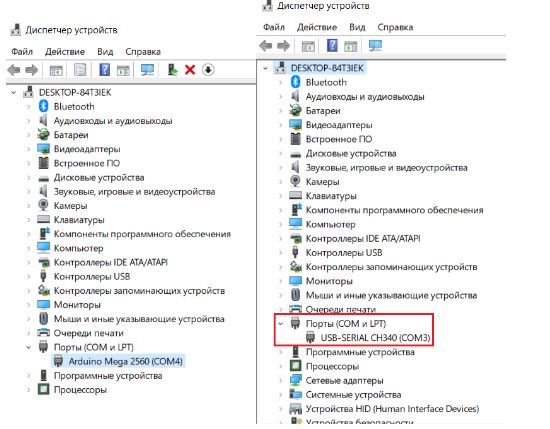 Диспетчер устройств
Файл Действие Вид Справка
DESKTOP-84T3IEK
Bluetooth
Аудиовходы и аудиовыходы
Батареи
Видеоадаптеры
Встроенное ПО
Дисковые устройства
Звуковые, игровые и видеоустройства
Камеры
Клавиатуры
Компоненты программного обеспечения
Компьютер
Контроллеры IDE ATA/ATAPI
Контроллеры USB
Контроллеры запоминающих устройств
Мониторы
Мыши и иные указывающие устройства
Очереди печати
Порты (COM и LPT)
Arduino Mega 2560 (COM4)
Программные устройства
Процессоры
Диспетчер устройств
Файл Действие Вид Справка
DESKTOP-84T3IEK
Bluetooth
Аудиовходы и аудиовыходы
Батареи
Видеоадаптеры
Встроенное ПО
Дисковые устройства
Звуковые, игровые и видеоустройства
Камеры
Клавиатуры
Компоненты программного обеспечения
Компьютер
Контроллеры IDE ATA/ATAPI
Контроллеры USB
Контроллеры запоминающих устройств
Мониторы
Мыши и иные указывающие устройства
Очереди печати
Порты (COM и LPT)
USB-SERIAL CH340 (COM3)
Программные устройства
Процессоры
Сетевые адаптеры
Системные устройства
Устройства HID (Human Interface Devices)
Устройства безопасности